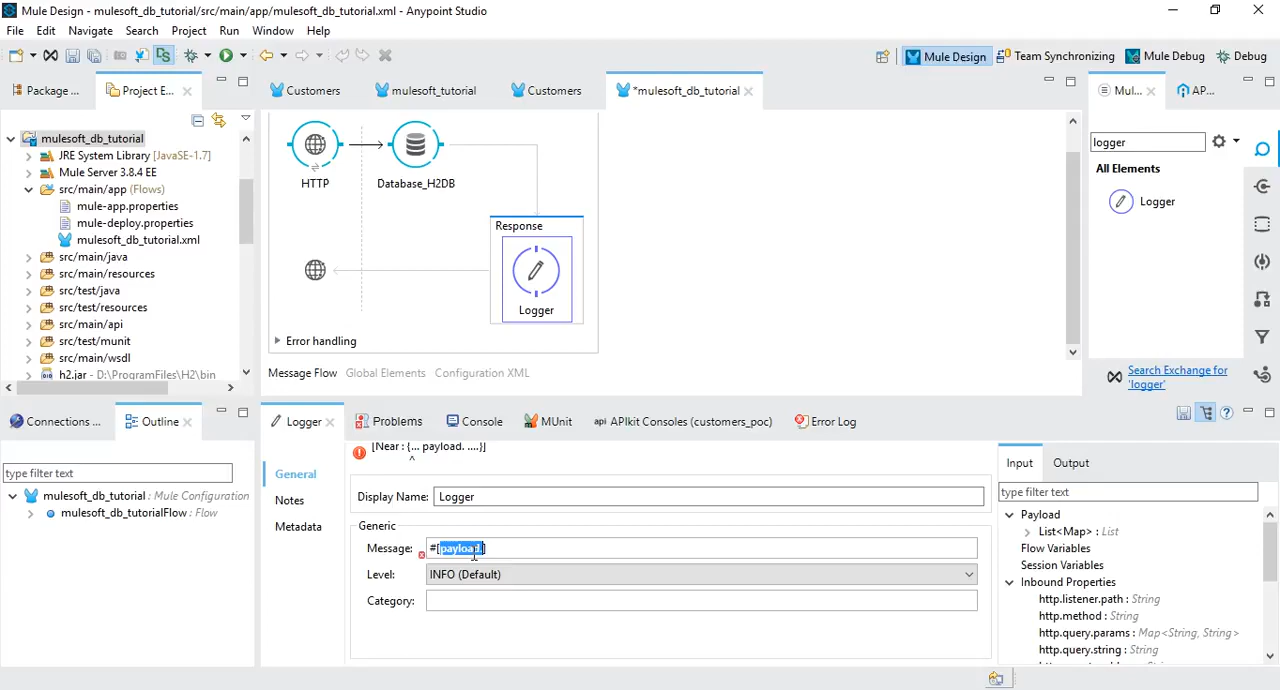 Mule Design - mulesoft_db_tutorial/src/main/app/mulesoft_db_tutorial.xml - Anypoint Studio
File Edit Navigate Search Project Run Window Help
Mule Design Team Synchronizing Mule Debug Debug
Package ... Project E... Customers mulesoft_tutorial Customers *mulesoft_db_tutorial Mul... AP...
mulesoft_db_tutorial
JRE System Library [JavaSE-1.7]
Mule Server 3.8.4 EE
src/main/app (Flows)
mule-app.properties
mule-deploy.properties
mulesoft_db_tutorial.xml
src/main/java
src/main/resources
src/test/java
src/test/resources
src/main/api
src/test/munit
src/main/wsdl
h2.jar - D:\ProgramFiles\H2\bin
HTTP
Database_H2DB
Response
Logger
Error handling
Message Flow Global Elements Configuration XML
logger
All Elements
Logger
Search Exchange for
'logger'
Connections ... Outline
type filter text
mulesoft_db_tutorial : Mule Configuration
mulesoft_db_tutorialFlow : Flow
Logger Problems Console MUnit api APIkit Consoles (customers_poc) Error Log
General
Notes
Metadata
[Near : {... payload. ....}]
^
Display Name: Logger
Generic
Message: #[payload.]
Level: INFO (Default)
Category:
Input Output
type filter text
Payload
List<Map> : List
Flow Variables
Session Variables
Inbound Properties
http.listener.path : String
http.method : String
http.query.params : Map<String, String>
http.query.string : String